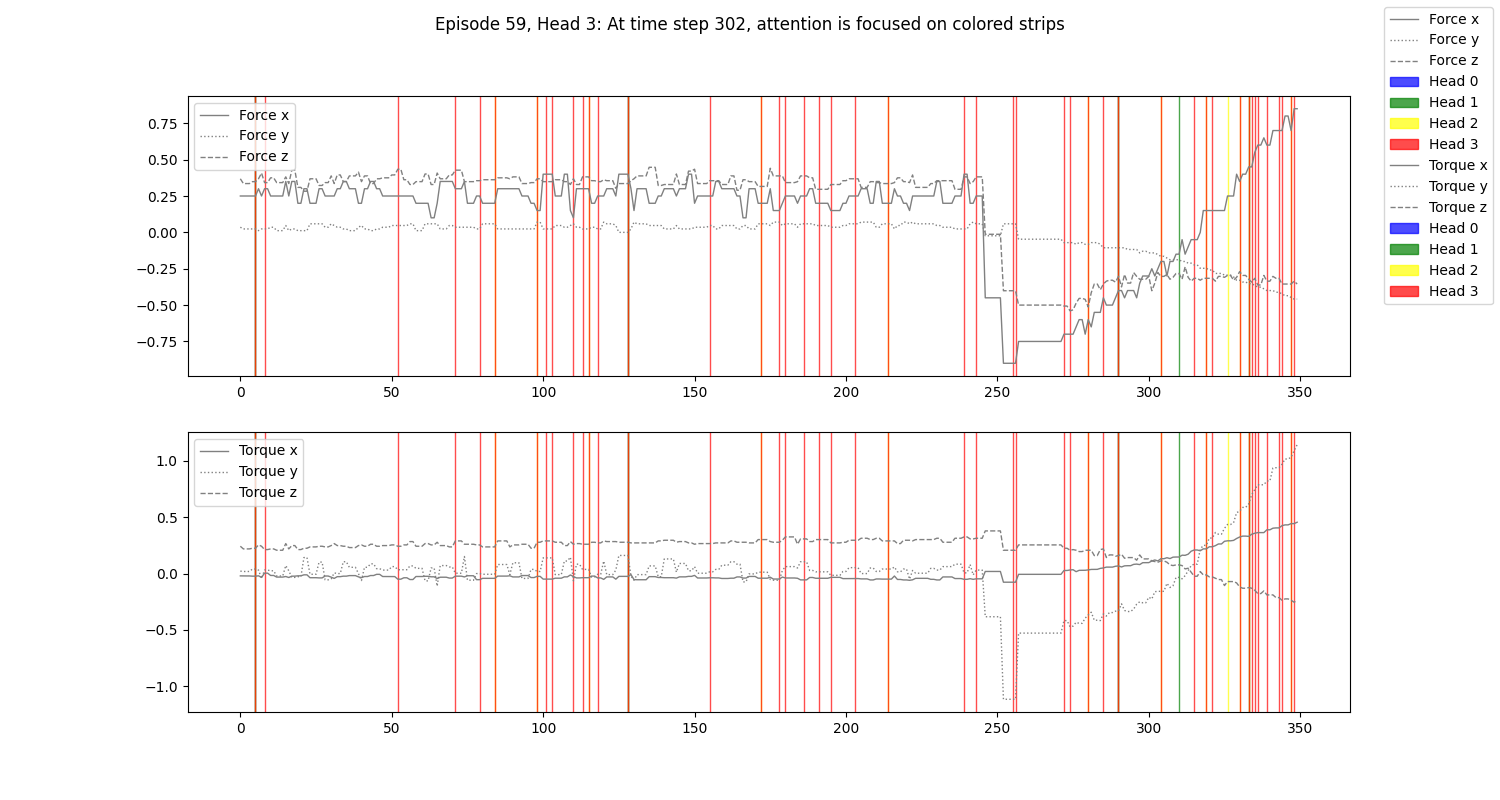 Episode 59, Head 3: At time step 302, attention is focused on colored strips
Force x
Force y
Force z
Head 0
Head 1
Head 2
Head 3
Torque x
Torque y
Torque z
Head 0
Head 1
Head 2
Head 3
Force x
Force y
Force z
0.75
0.50
0.25
0.00
−0.25
−0.50
−0.75
0 50 100 150 200 250 300 350
Torque x
Torque y
Torque z
1.0
0.5
0.0
−0.5
−1.0
0 50 100 150 200 250 300 350